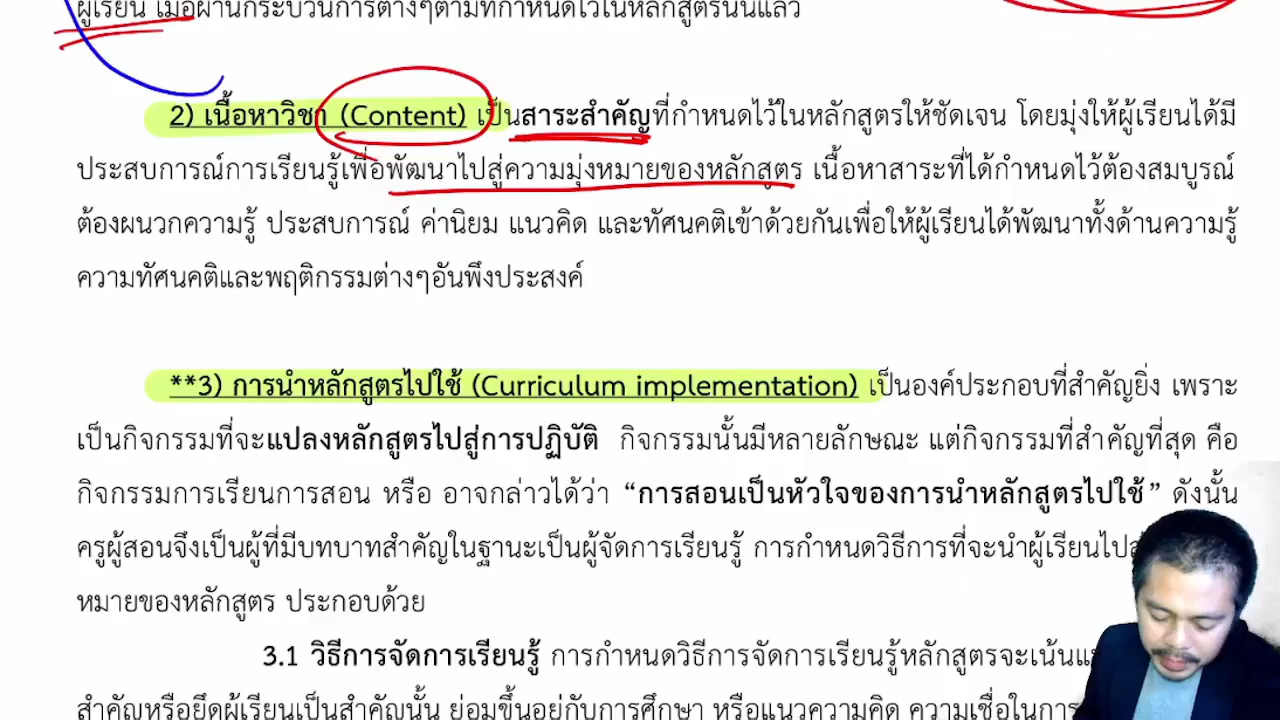 ผู้เรียน เมื่อผ่านกระบวนการต่างๆตามที่กำหนดไว้ในหลักสูตรนั้นแล้ว
2) เนื้อหาวิชา (Content) เป็นสาระสำคัญที่กำหนดไว้ในหลักสูตรให้ชัดเจน โดยมุ่งให้ผู้เรียนได้มี
ประสบการณ์การเรียนรู้เพื่อพัฒนาไปสู่ความมุ่งหมายของหลักสูตร เนื้อหาสาระที่ได้กำหนดไว้ต้องสมบูรณ์
ต้องผนวกความรู้ ประสบการณ์ ค่านิยม แนวคิด และทัศนคติเข้าด้วยกันเพื่อให้ผู้เรียนได้พัฒนาทั้งด้านความรู้
ความทัศนคติและพฤติกรรมต่างๆอันพึงประสงค์
**3) การนำหลักสูตรไปใช้ (Curriculum implementation) เป็นองค์ประกอบที่สำคัญยิ่ง เพราะ
เป็นกิจกรรมที่จะแปลงหลักสูตรไปสู่การปฏิบัติ กิจกรรมนั้นมีหลายลักษณะ แต่กิจกรรมที่สำคัญที่สุด คือ
กิจกรรมการเรียนการสอน หรือ อาจกล่าวได้ว่า “การสอนเป็นหัวใจของการนำหลักสูตรไปใช้” ดังนั้น
ครูผู้สอนจึงเป็นผู้ที่มีบทบาทสำคัญในฐานะเป็นผู้จัดการเรียนรู้ การกำหนดวิธีการที่จะนำผู้เรียนไป
หมายของหลักสูตร ประกอบด้วย
3.1 วิธีการจัดการเรียนรู้ การกำหนดวิธีการจัดการเรียนรู้หลักสูตรจะเน้น
สำคัญหรือยึดผู้เรียนเป็นสำคัญนั้น ย่อมขึ้นอยู่กับการศึกษา หรือแนวความคิด ความเชื่อในการ